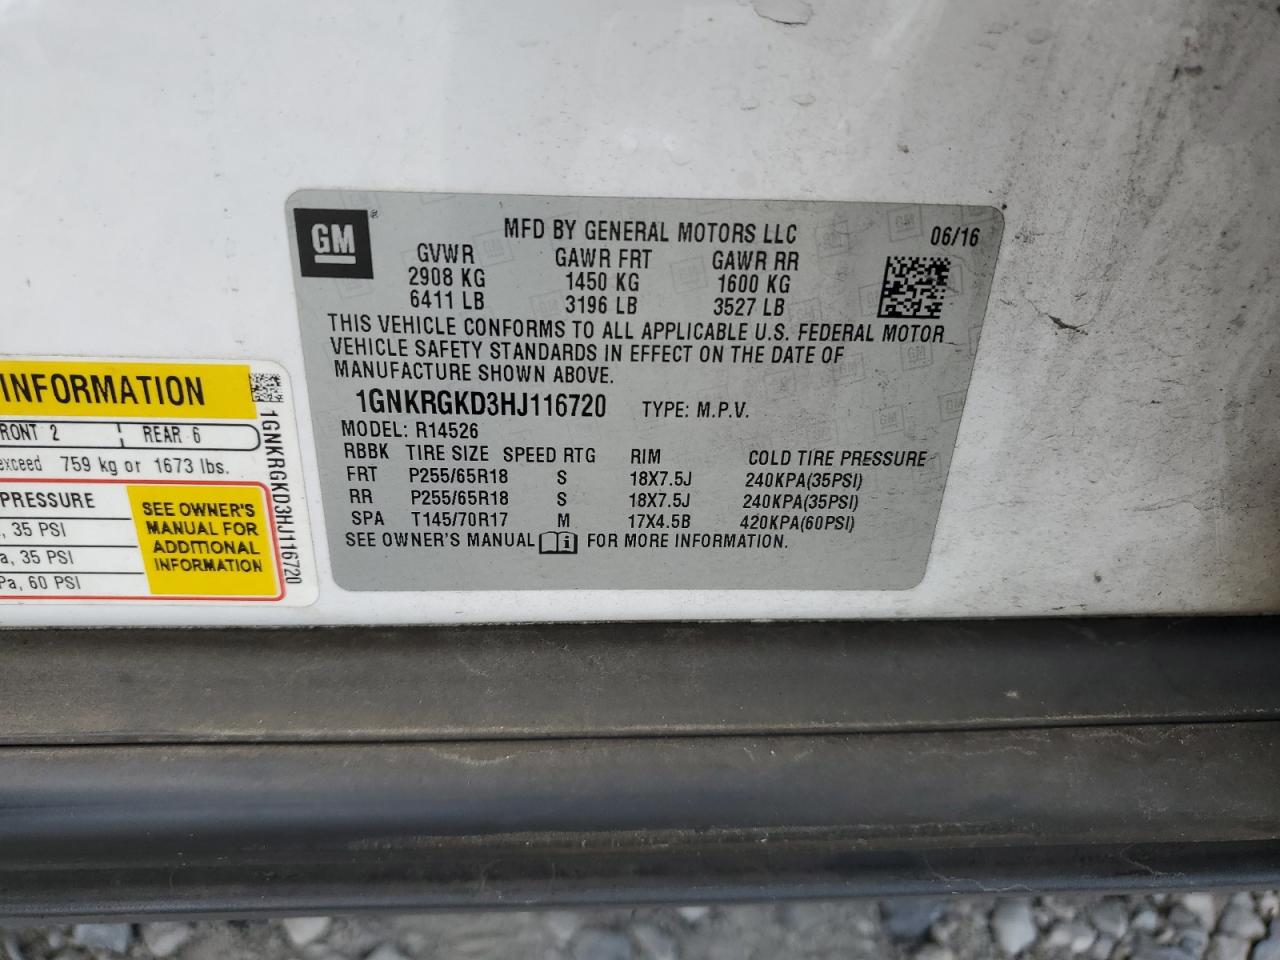 GM
®
MFD BY GENERAL MOTORS LLC
06/16
GVWR GAWR FRT GAWR RR
2908 KG 1450 KG 1600 KG
6411 LB 3196 LB 3527 LB
THIS VEHICLE CONFORMS TO ALL APPLICABLE U.S. FEDERAL MOTOR
VEHICLE SAFETY STANDARDS IN EFFECT ON THE DATE OF
MANUFACTURE SHOWN ABOVE.
1GNKRGKD3HJ116720 TYPE: M.P.V.
MODEL: R14526
RBBK TIRE SIZE SPEED RTG RIM COLD TIRE PRESSURE
FRT P255/65R18 S 18X7.5J 240KPA(35PSI)
RR P255/65R18 S 18X7.5J 240KPA(35PSI)
SPA T145/70R17 M 17X4.5B 420KPA(60PSI)
SEE OWNER'S MANUAL i FOR MORE INFORMATION.
INFORMATION
RONT 2 REAR 6
exceed 759 kg or 1673 lbs.
PRESSURE
, 35 PSI
a, 35 PSI
Pa, 60 PSI
SEE OWNER'S
MANUAL FOR
ADDITIONAL
INFORMATION
1GNKRGKD3HJ116720